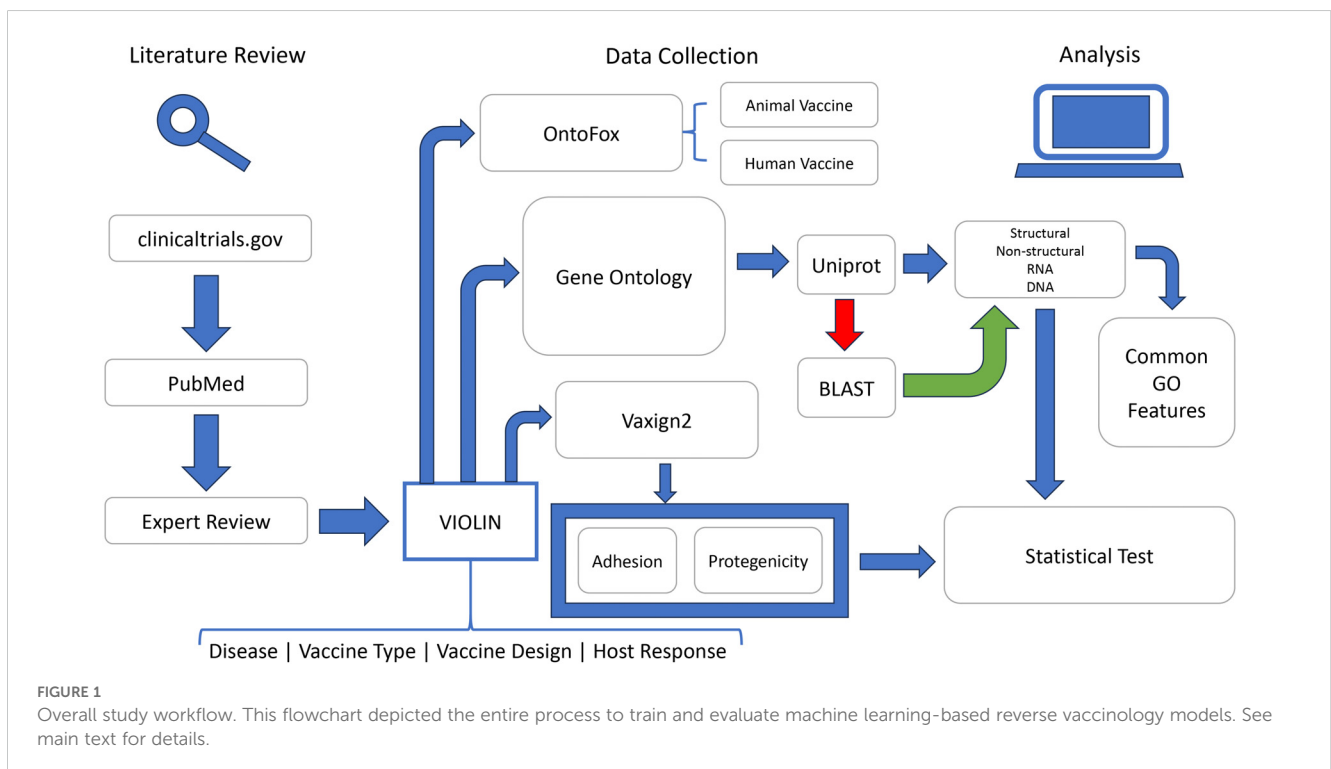 Literature Review
Data Collection
Analysis
clinicaltrials.gov
PubMed
Expert Review
VIOLIN
Disease | Vaccine Type | Vaccine Design | Host Response
OntoFox
Animal Vaccine
Human Vaccine
Gene Ontology
Uniprot
BLAST
Vaxign2
Adhesion
Protegenicity
Structural
Non-structural
RNA
DNA
Common
GO
Features
Statistical Test
FIGURE 1
Overall study workflow. This flowchart depicted the entire process to train and evaluate machine learning-based reverse vaccinology models. See
main text for details.